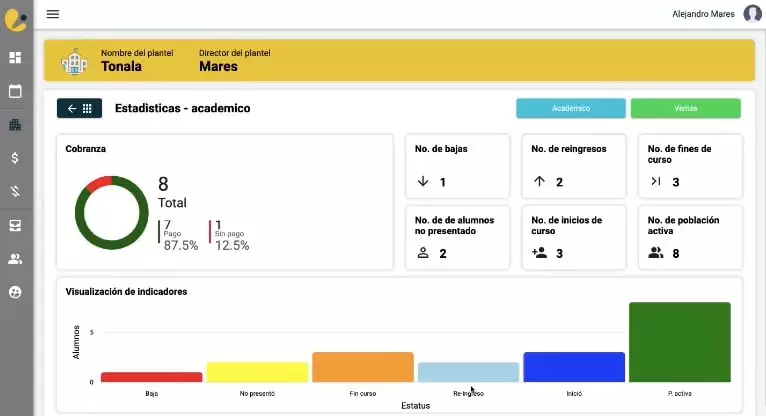 Alejandro Mares
Nombre del plantel
Tonala
Director del plantel
Mares
Estadisticas - academico
Academico
Ventas
Cobranza
8
Total
7
Pago
87.5%
1
Sin pago
12.5%
No. de bajas
1
No. de reingresos
2
No. de fines de
curso
3
No. de de alumnos
no presentado
2
No. de inicios de
curso
3
No. de población
activa
8
Visualización de indicadores
Alumnos
5
0
Baja
No presentó
Fin curso
Re-ingreso
Inició
P. activa
Estatus